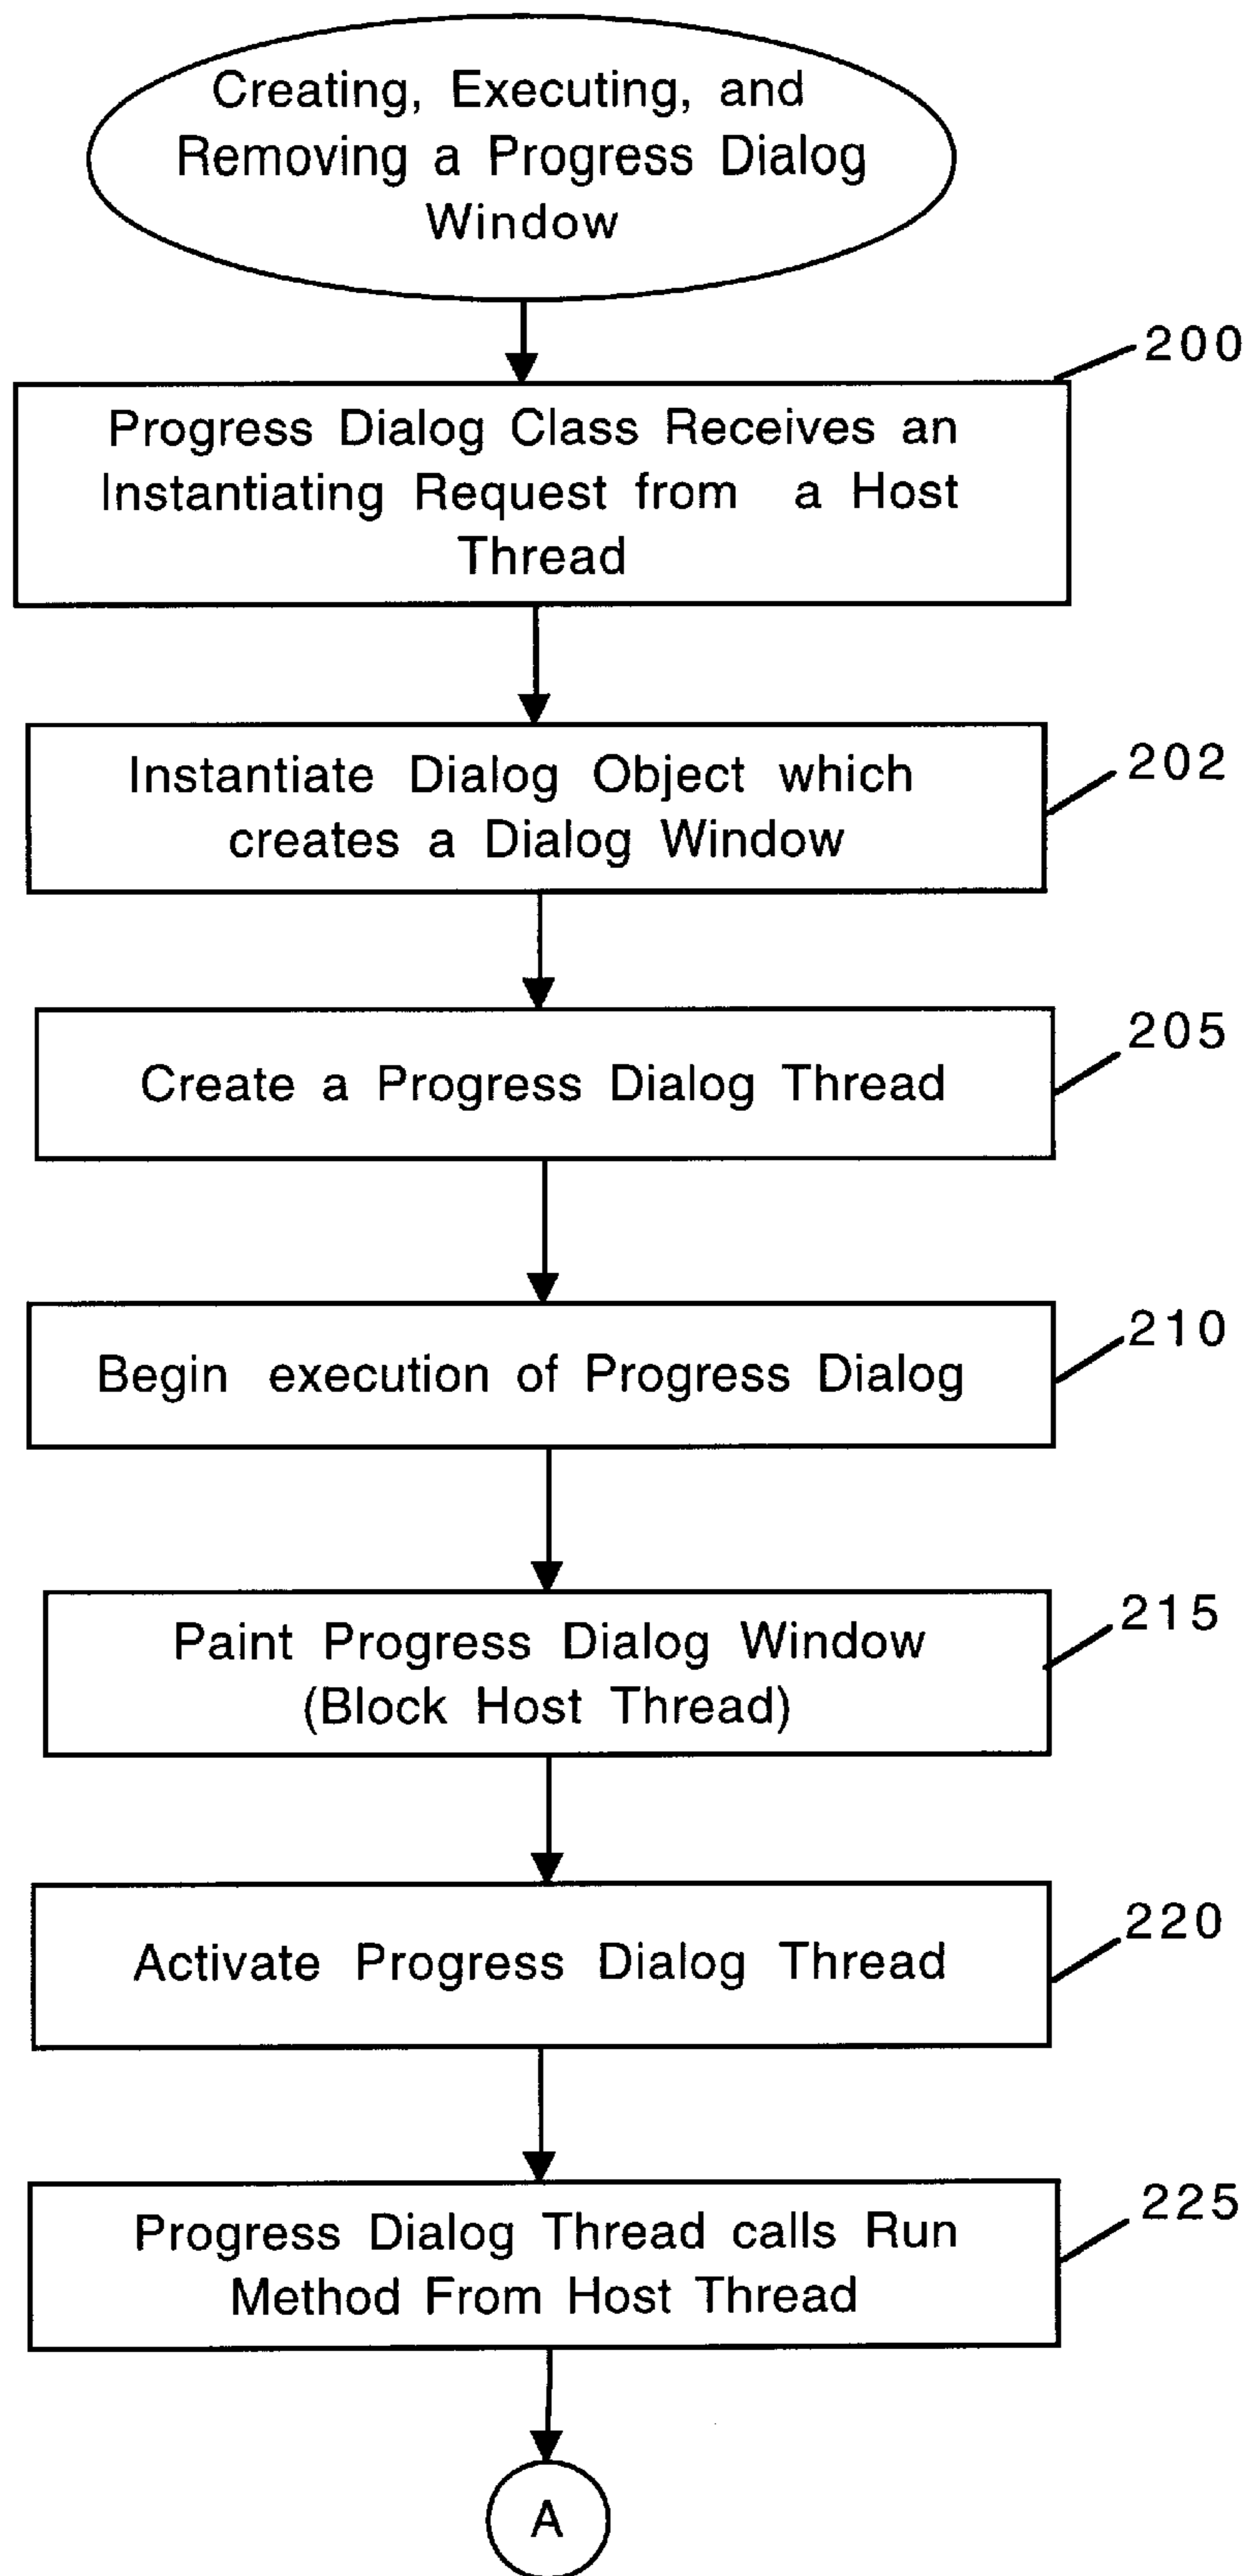 Creating, Executing, and
Removing a Progress Dialog
Window
200
Progress Dialog Class Receives an
Instantiating Request from a Host
Thread
202
Instantiate Dialog Object which
creates a Dialog Window
205
Create a Progress Dialog Thread
210
Begin execution of Progress Dialog
215
Paint Progress Dialog Window
(Block Host Thread)
220
Activate Progress Dialog Thread
225
Progress Dialog Thread calls Run
Method From Host Thread
A